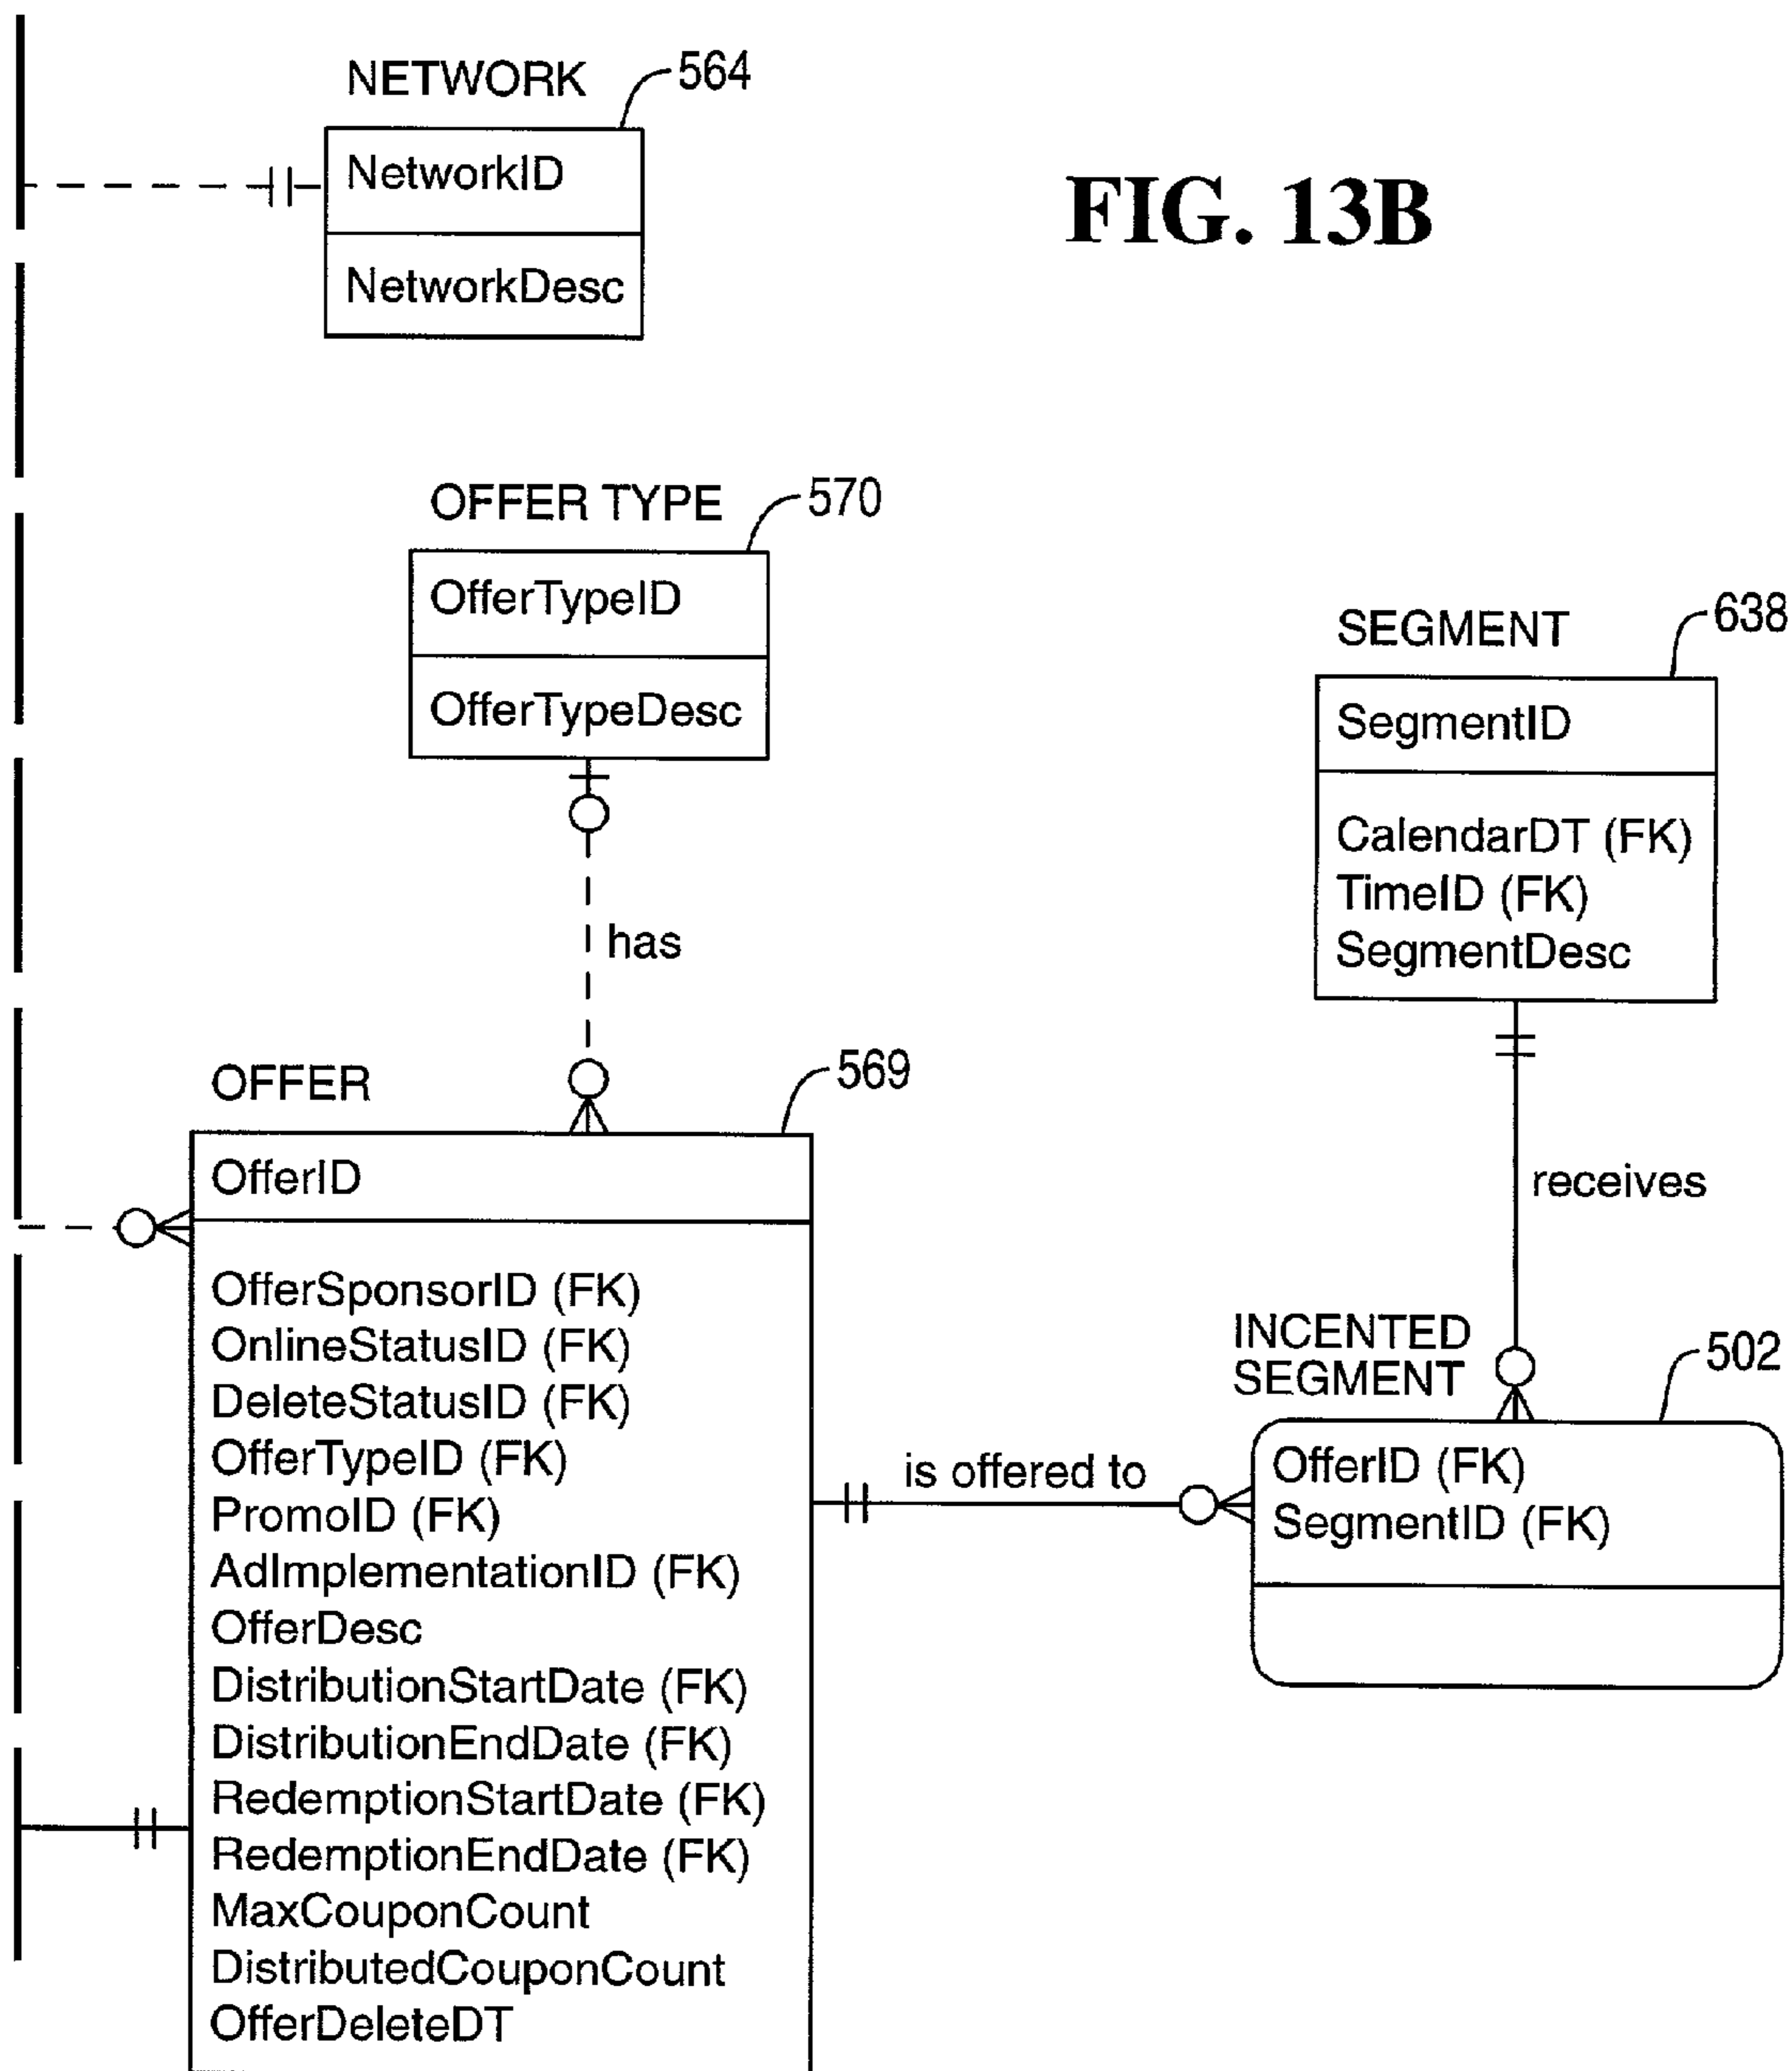 NETWORK
564
NetworkID
NetworkDesc
FIG. 13B
OFFER TYPE
570
OfferTypeID
OfferTypeDesc
has
SEGMENT
638
SegmentID
CalendarDT (FK)
TimeID (FK)
SegmentDesc
receives
OFFER
569
OfferID
OfferSponsorID (FK)
OnlineStatusID (FK)
DeleteStatusID (FK)
OfferTypeID (FK)
PromoID (FK)
AdImplementationID (FK)
OfferDesc
DistributionStartDate (FK)
DistributionEndDate (FK)
RedemptionStartDate (FK)
RedemptionEndDate (FK)
MaxCouponCount
DistributedCouponCount
OfferDeleteDT
is offered to
INCENTED
SEGMENT
502
OfferID (FK)
SegmentID (FK)